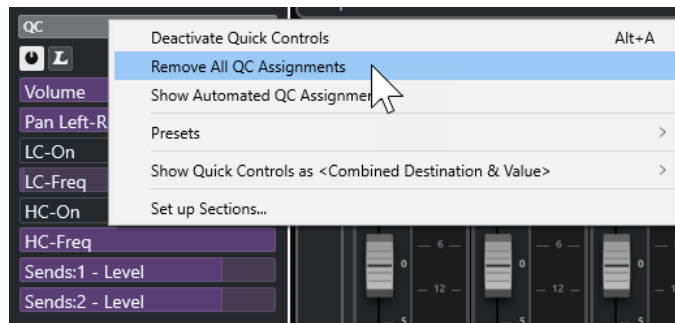 QC
L
Deactivate Quick Controls Alt+A
Remove All QC Assignments
Show Automated QC
Presets >
Show Quick Controls as <Combined Destination & Value> >
Set up Sections...
Volume
Pan Left-R
LC-On
LC-Freq
HC-On
HC-Freq
Sends:1 - Level
Sends:2 - Level
6 6
0 0 0
12 12 1
5 5 5